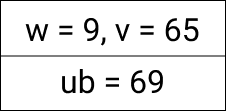 w = 9, v = 65
ub = 69